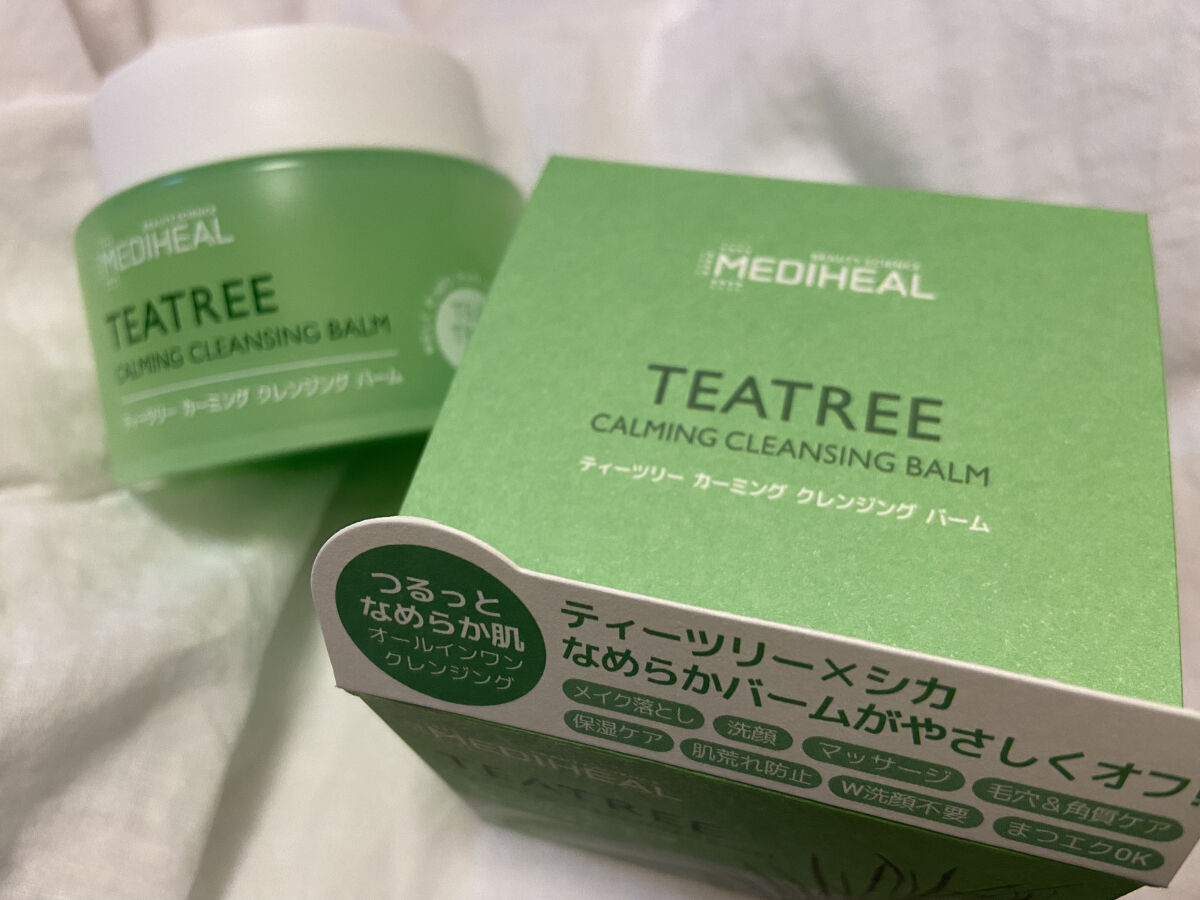 BEAUTY SCIENCE
MEDIHEAL
TEATREE
CALMING CLEANSING BALM
ティーツリー カーミング クレンジング バーム
BEAUTY SCIENCE
MEDIHEAL
TEATREE
CALMING CLEANSING BALM
ティーツリー カーミング クレンジング バーム
つるっと
なめらか肌
オールインワン
クレンジング
ティーツリー×シカ
なめらかバームがやさしくオフ!
メイク落とし 洗顔 マッサージ 毛穴&角質ケア
保湿ケア 肌荒れ防止 W洗顔不要 まつエクOK
MEDIHEAL
TEATREE